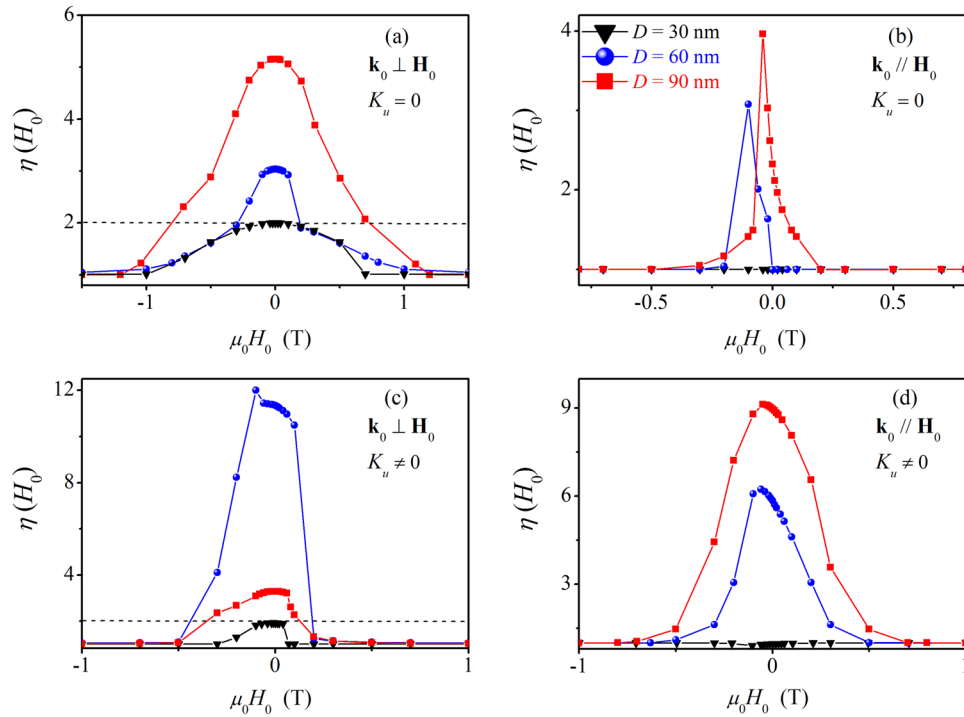 6
4
2
η (H₀)
(a)
k₀ ⊥ H₀
Kᵤ = 0
-1
0
1
μ₀H₀ (T)
4
2
η (H₀)
D = 30 nm
D = 60 nm
D = 90 nm
(b)
k₀ // H₀
Kᵤ = 0
-0.5
0.0
0.5
μ₀H₀ (T)
12
8
4
η (H₀)
(c)
k₀ ⊥ H₀
Kᵤ ≠ 0
-1
0
1
μ₀H₀ (T)
9
6
3
η (H₀)
(d)
k₀ // H₀
Kᵤ ≠ 0
-1
0
1
μ₀H₀ (T)